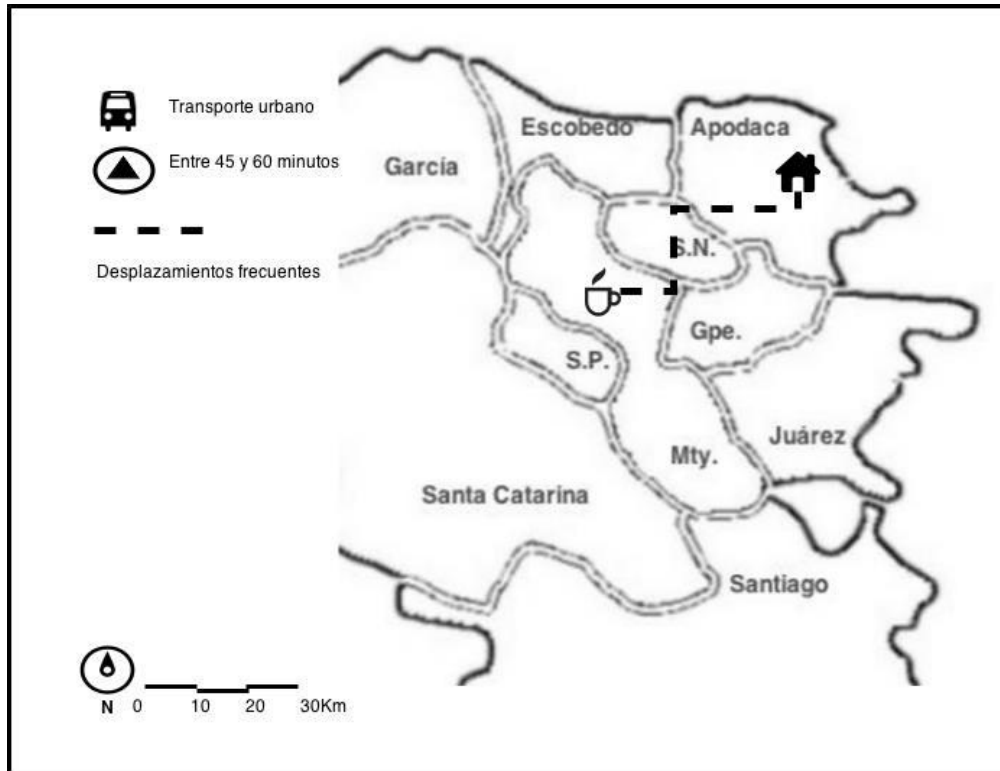 Transporte urbano
Entre 45 y 60 minutos
Desplazamientos frecuentes
Escobedo
Apodaca
García
S.N.
Gpe.
S.P.
Juárez
Mty.
Santa Catarina
Santiago
N 0 10 20 30Km